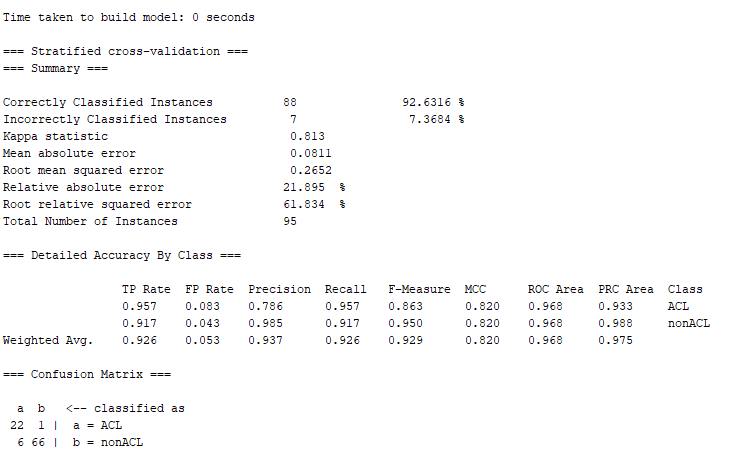 Time taken to build model: 0 seconds
=== Stratified cross-validation ===
=== Summary ===
Correctly Classified Instances          88               92.6316 %
Incorrectly Classified Instances         7                7.3684 %
Kappa statistic                          0.813
Mean absolute error                      0.0811
Root mean squared error                  0.2652
Relative absolute error                 21.895  %
Root relative squared error             61.834  %
Total Number of Instances               95
=== Detailed Accuracy By Class ===
                 TP Rate  FP Rate  Precision  Recall   F-Measure  MCC      ROC Area  PRC Area  Class
                 0.957    0.083    0.786      0.957    0.863      0.820    0.968     0.933     ACL
                 0.917    0.043    0.985      0.917    0.950      0.820    0.968     0.988     nonACL
Weighted Avg.    0.926    0.053    0.937      0.926    0.929      0.820    0.968     0.975
=== Confusion Matrix ===
  a  b   <-- classified as
 22  1 |  a = ACL
  6 66 |  b = nonACL